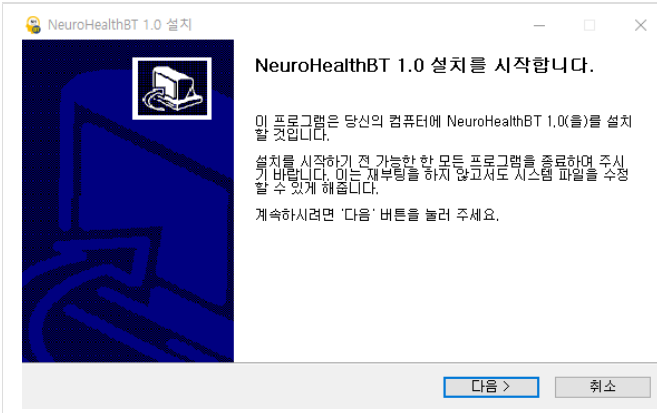 NeuroHealthBT 1.0 설치
NeuroHealthBT 1.0 설치를 시작합니다.
이 프로그램은 당신의 컴퓨터에 NeuroHealthBT 1.0(을)를 설치
할 것입니다.
설치를 시작하기 전 가능한 한 모든 프로그램을 종료하여 주시
기 바랍니다. 이는 재부팅을 하지 않고서도 시스템 파일을 수정
할 수 있게 해줍니다.
계속하시려면 '다음' 버튼을 눌러 주세요.
다음 >
취소